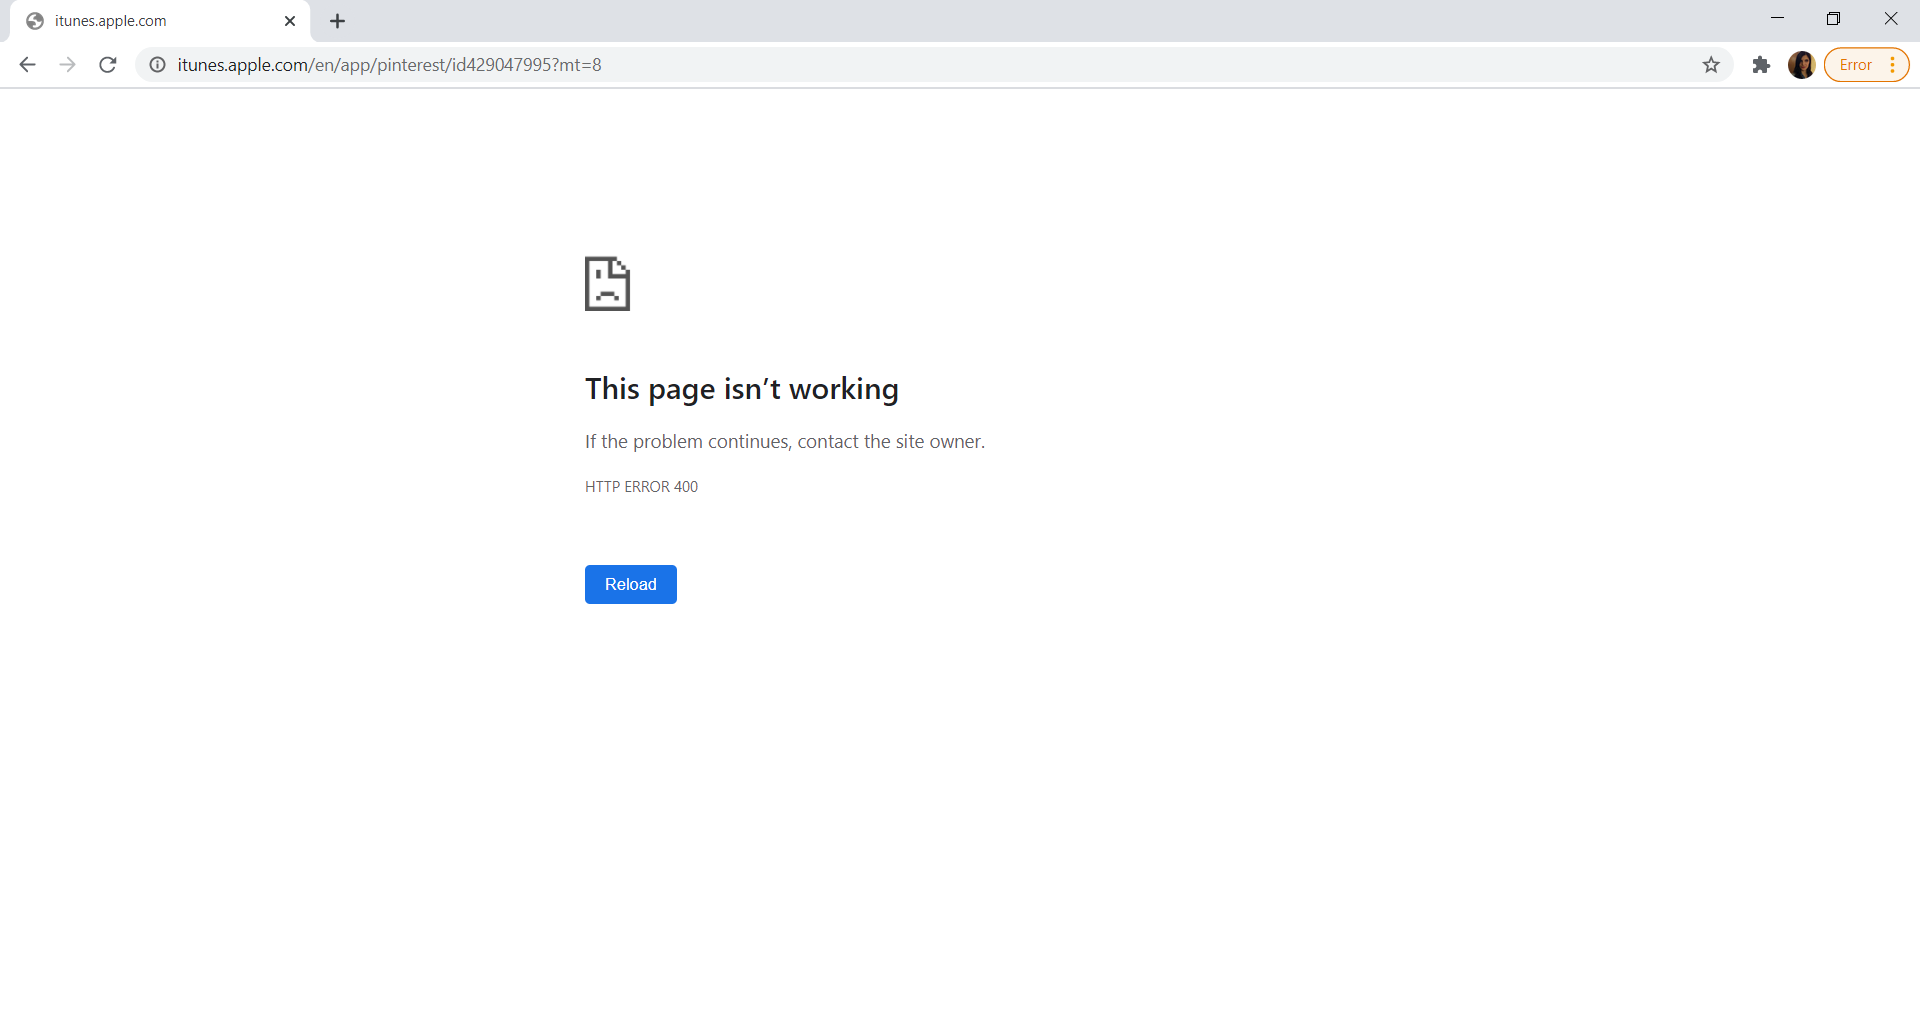 itunes.apple.com
itunes.apple.com/en/app/pinterest/id429047995?mt=8
Error
This page isn’t working
If the problem continues, contact the site owner.
HTTP ERROR 400
Reload